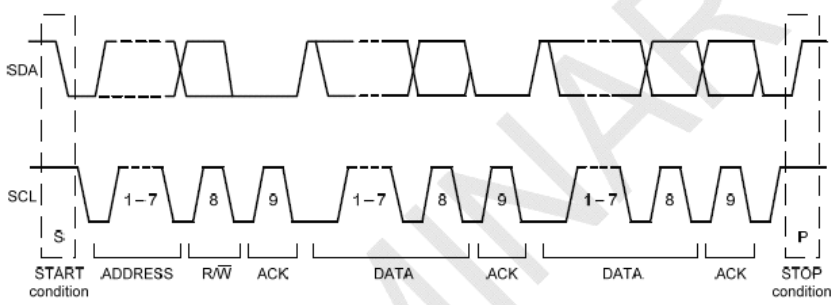 SDA
SCL
1–7
8
9
1–7
8
9
1–7
8
9
S
P
START
condition
ADDRESS
R/W̅
ACK
DATA
ACK
DATA
ACK
STOP
condition
MINAR